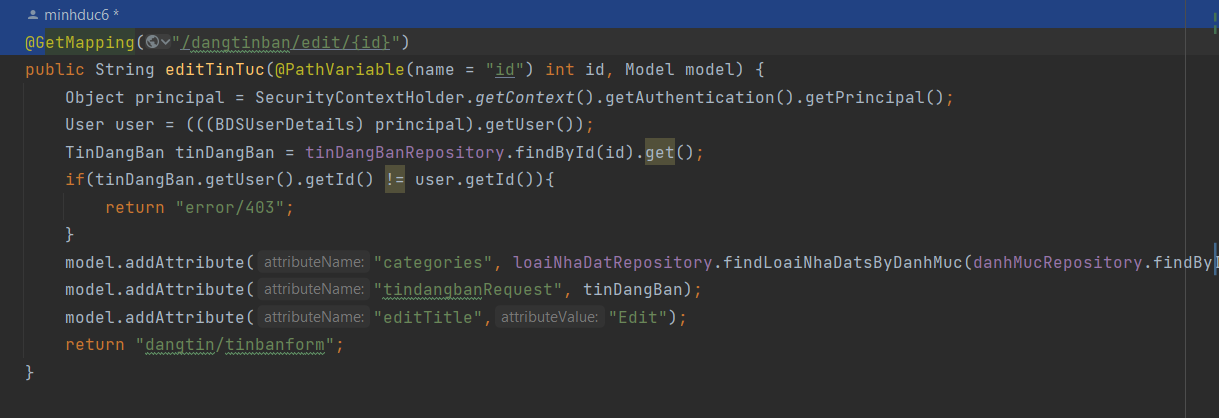 minhduc6 *
@GetMapping("/dangtinban/edit/{id}")
public String editTinTuc(@PathVariable(name = "id") int id, Model model) {
Object principal = SecurityContextHolder.getContext().getAuthentication().getPrincipal();
User user = (((BDSUserDetails) principal).getUser());
TinDangBan tinDangBan = tinDangBanRepository.findById(id).get();
if(tinDangBan.getUser().getId() != user.getId()){
return "error/403";
}
model.addAttribute( attributeName: "categories", loaiNhaDatRepository.findLoaiNhaDatsByDanhMuc(danhMucRepository.findByI
model.addAttribute( attributeName: "tindangbanRequest", tinDangBan);
model.addAttribute( attributeName: "editTitle", attributeValue: "Edit");
return "dangtin/tinbanform";
}